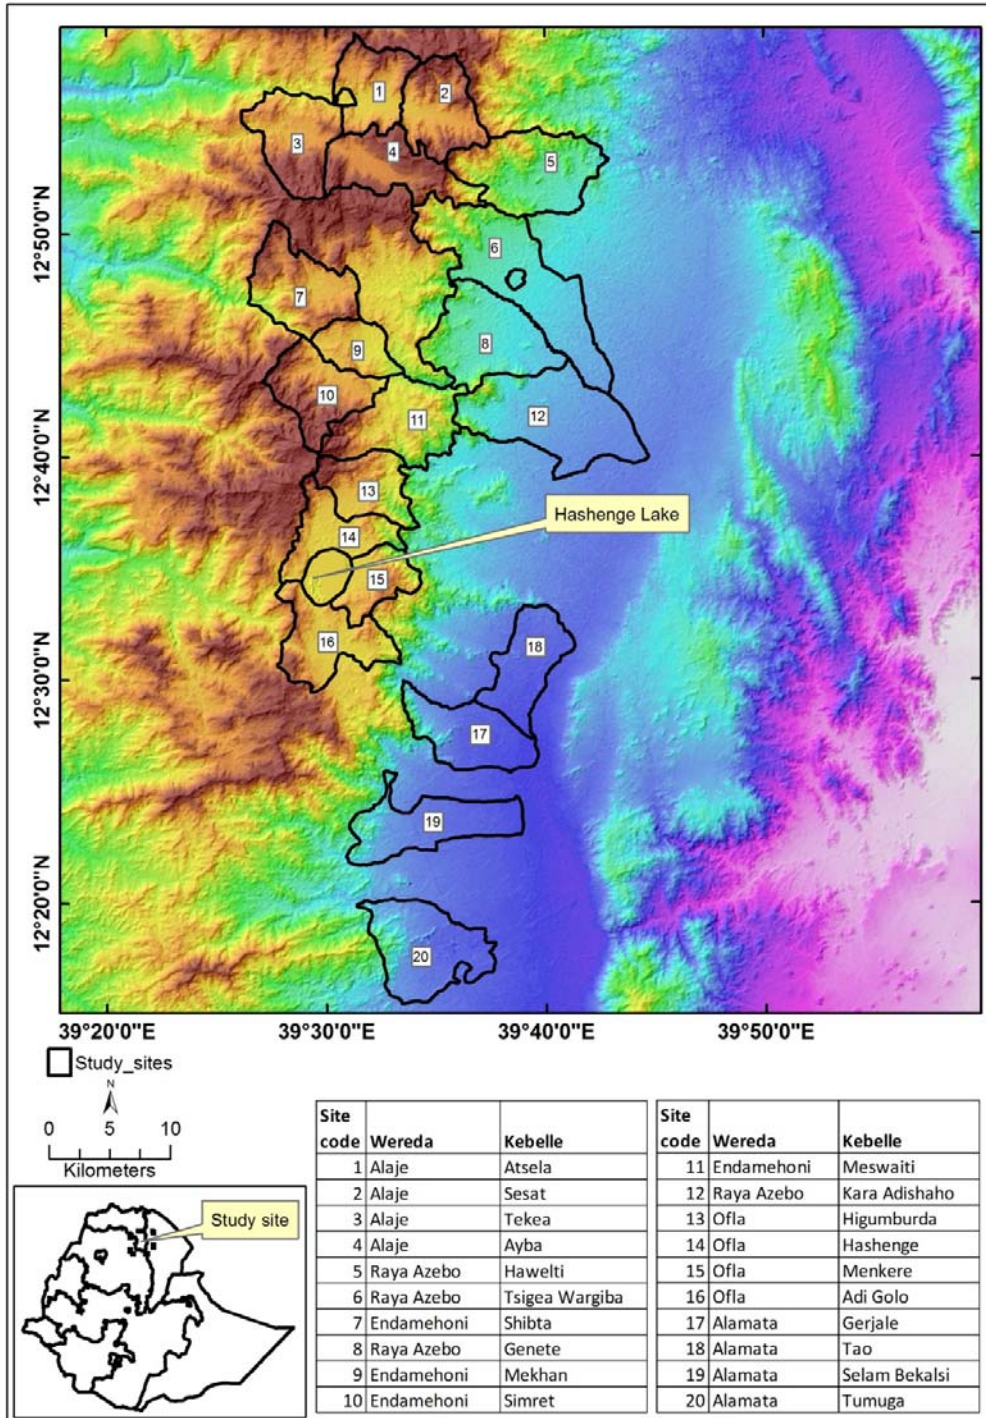 1
2
3
4
5
6
7
8
9
10
11
12
13
Hashenge Lake
14
15
16
18
17
19
20
12°50'0"N
12°40'0"N
12°30'0"N
12°20'0"N
39°20'0"E 39°30'0"E 39°40'0"E 39°50'0"E
Study_sites
N
0 5 10
Kilometers
Study site
Site code Wereda Kebelle
1 Alaje Atsela
2 Alaje Sesat
3 Alaje Tekea
4 Alaje Ayba
5 Raya Azebo Hawelti
6 Raya Azebo Tsigea Wargiba
7 Endamehoni Shibta
8 Raya Azebo Genete
9 Endamehoni Mekhan
10 Endamehoni Simret
Site code Wereda Kebelle
11 Endamehoni Meswaiti
12 Raya Azebo Kara Adishaho
13 Ofla Higumburda
14 Ofla Hashenge
15 Ofla Menkere
16 Ofla Adi Golo
17 Alamata Gerjale
18 Alamata Tao
19 Alamata Selam Bekalsi
20 Alamata Tumuga